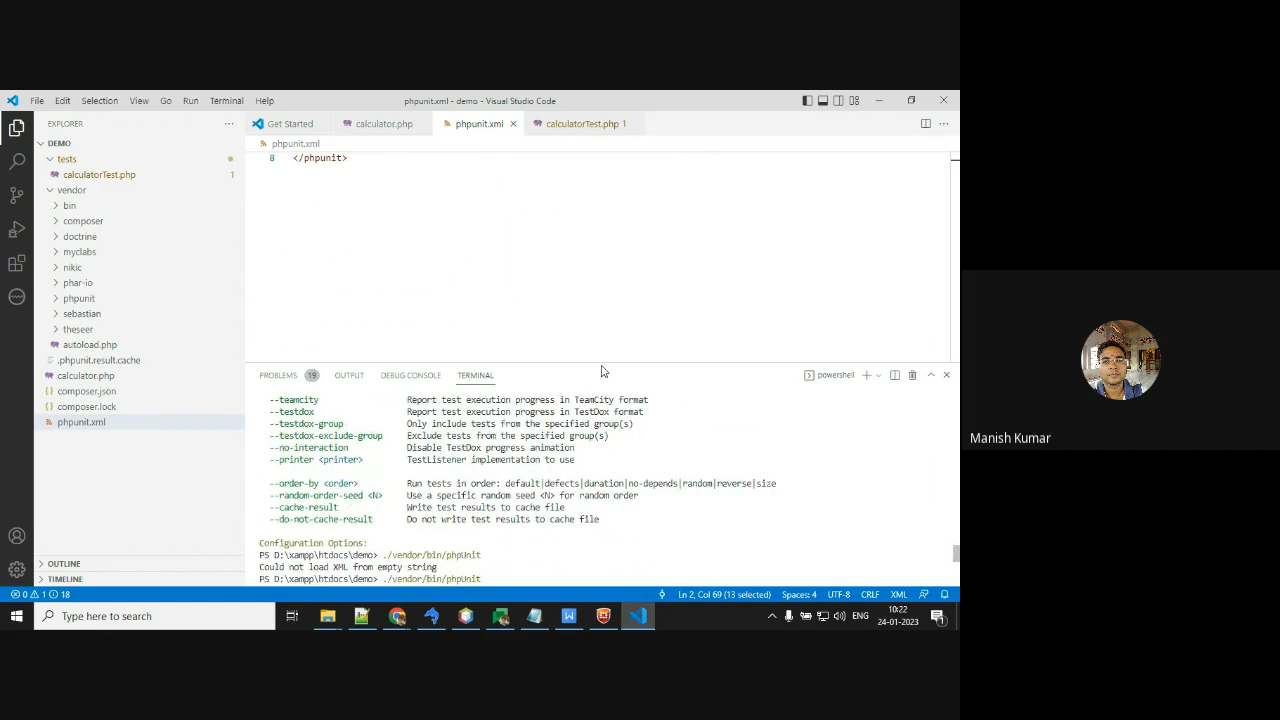 File Edit Selection View Go Run Terminal Help
phpunit.xml - demo - Visual Studio Code
EXPLORER
DEMO
tests
calculatorTest.php 1
vendor
bin
composer
doctrine
myclabs
nikic
phar-io
phpunit
sebastian
theseer
autoload.php
.phpunit.result.cache
calculator.php
composer.json
composer.lock
phpunit.xml
OUTLINE
TIMELINE
Get Started calculator.php phpunit.xml calculatorTest.php 1
phpunit.xml
8 </phpunit>
PROBLEMS 19 OUTPUT DEBUG CONSOLE TERMINAL powershell
--teamcity Report test execution progress in TeamCity format
--testdox Report test execution progress in TestDox format
--testdox-group Only include tests from the specified group(s)
--testdox-exclude-group Exclude tests from the specified group(s)
--no-interaction Disable TestDox progress animation
--printer <printer> TestListener implementation to use
--order-by <order> Run tests in order: default|defects|duration|no-depends|random|reverse|size
--random-order-seed <N> Use a specific random seed <N> for random order
--cache-result Write test results to cache file
--do-not-cache-result Do not write test results to cache file
Configuration Options:
PS D:\xampp\htdocs\demo> ./vendor/bin/phpUnit
Could not load XML from empty string
PS D:\xampp\htdocs\demo> ./vendor/bin/phpUnit
0 1 18 Ln 2, Col 69 (13 selected) Spaces: 4 UTF-8 CRLF XML
Type here to search
ENG
10:22
24-01-2023
1
Manish Kumar